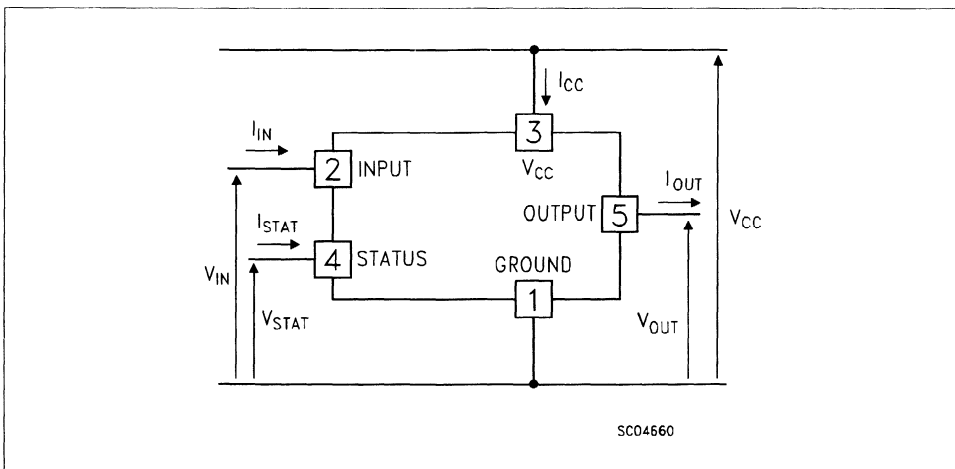 I_CC
I_IN
3
2 INPUT
V_CC
I_OUT
I_STAT
OUTPUT 5
V_CC
4 STATUS
GROUND
V_IN
1
V_STAT
V_OUT
SC04660